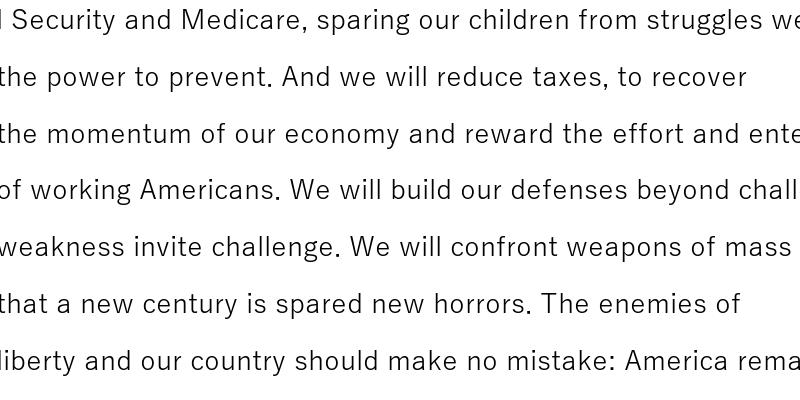 Security and Medicare, sparing our children from struggles we
the power to prevent. And we will reduce taxes, to recover
the momentum of our economy and reward the effort and ente
of working Americans. We will build our defenses beyond chall
weakness invite challenge. We will confront weapons of mass
that a new century is spared new horrors. The enemies of
liberty and our country should make no mistake: America rema